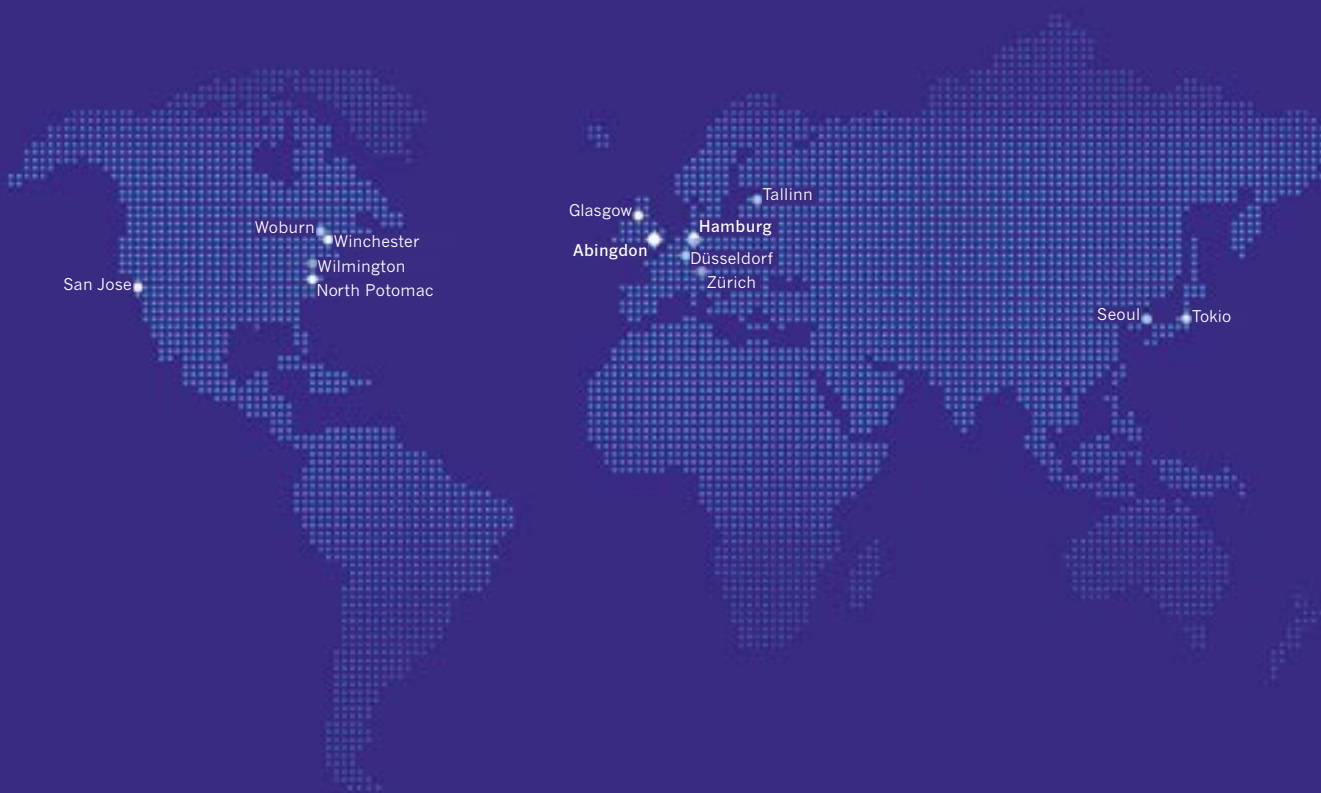 Tallinn
Glasgow
Hamburg
Woburn
Winchester
Abingdon
Düsseldorf
Wilmington
Zürich
San Jose
North Potomac
Seoul
Tokio